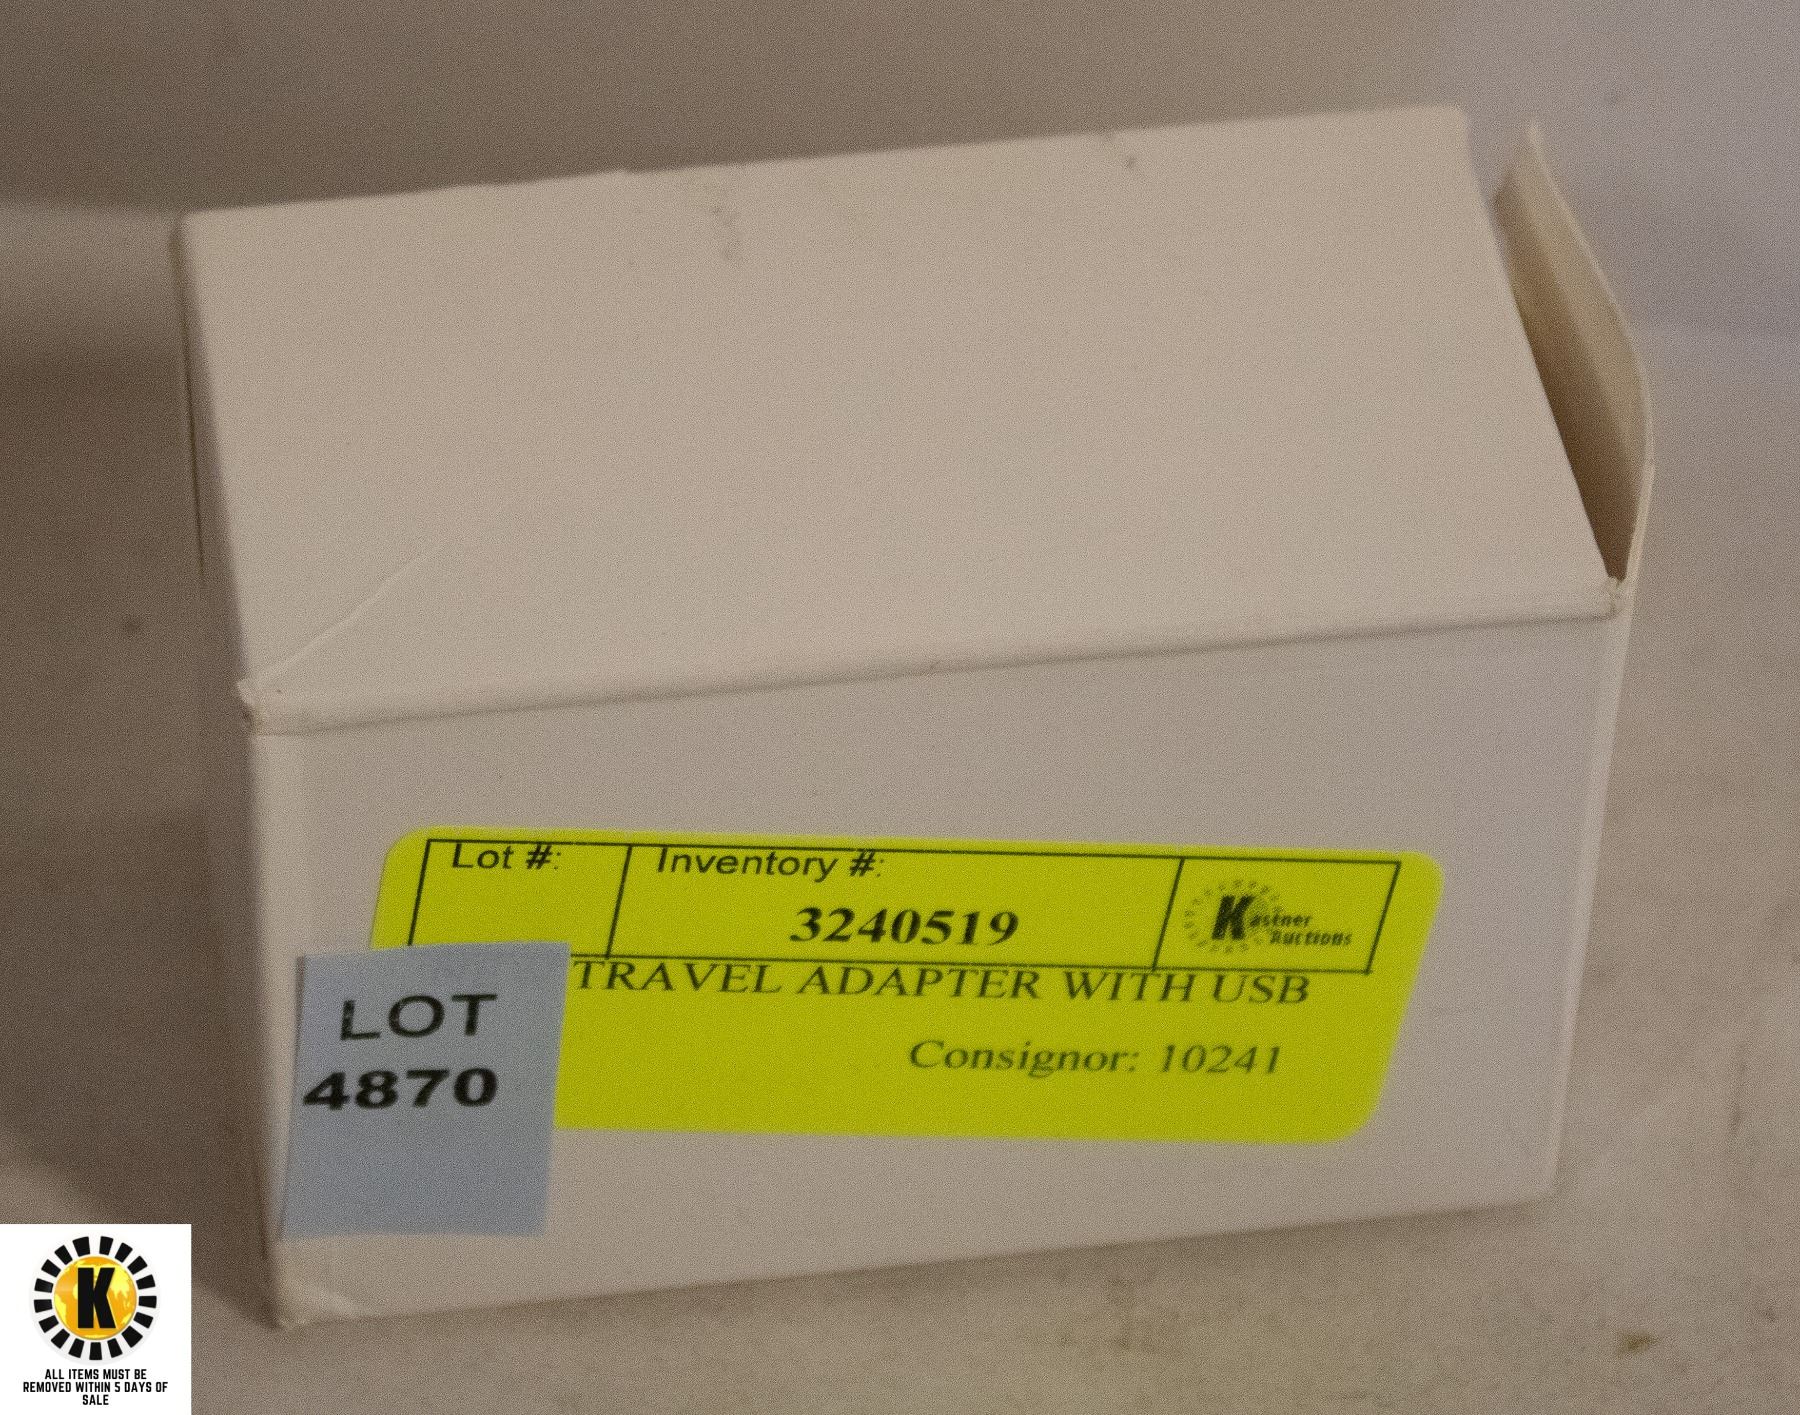 Lot #:
Inventory #:
3240519
Kastner
Auctions
TRAVEL ADAPTER WITH USB
Consignor: 10241
LOT
4870
K
ALL ITEMS MUST BE
REMOVED WITHIN 5 DAYS OF
SALE